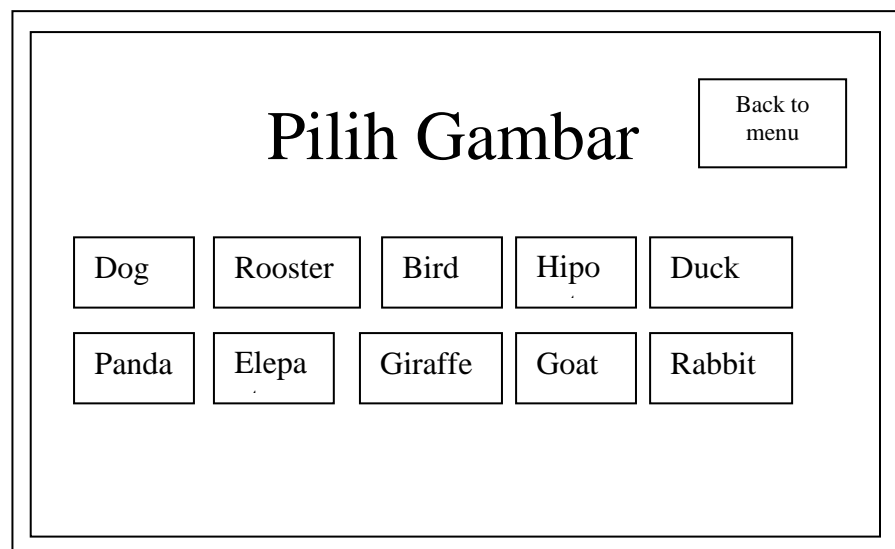 Back to
menu
Pilih Gambar
Dog Rooster Bird Hipo Duck
Panda Elepa Giraffe Goat Rabbit